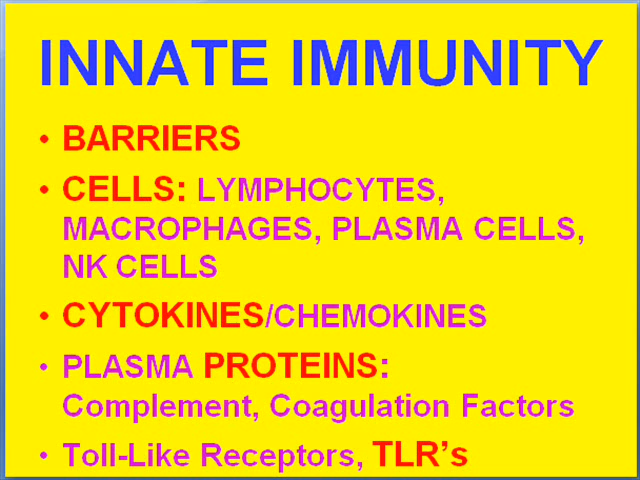 INNATE IMMUNITY
• BARRIERS
• CELLS: LYMPHOCYTES,
MACROPHAGES, PLASMA CELLS,
NK CELLS
• CYTOKINES/CHEMOKINES
• PLASMA PROTEINS:
Complement, Coagulation Factors
• Toll-Like Receptors, TLR’s